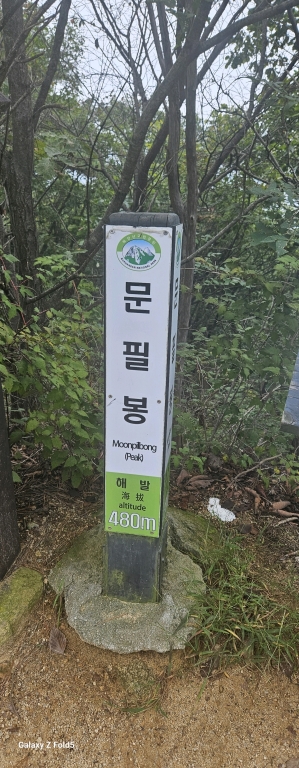 문
필
봉
Moonpilbong
(Peak)
해 발
海 拔
altitude
480m
Galaxy Z Fold5